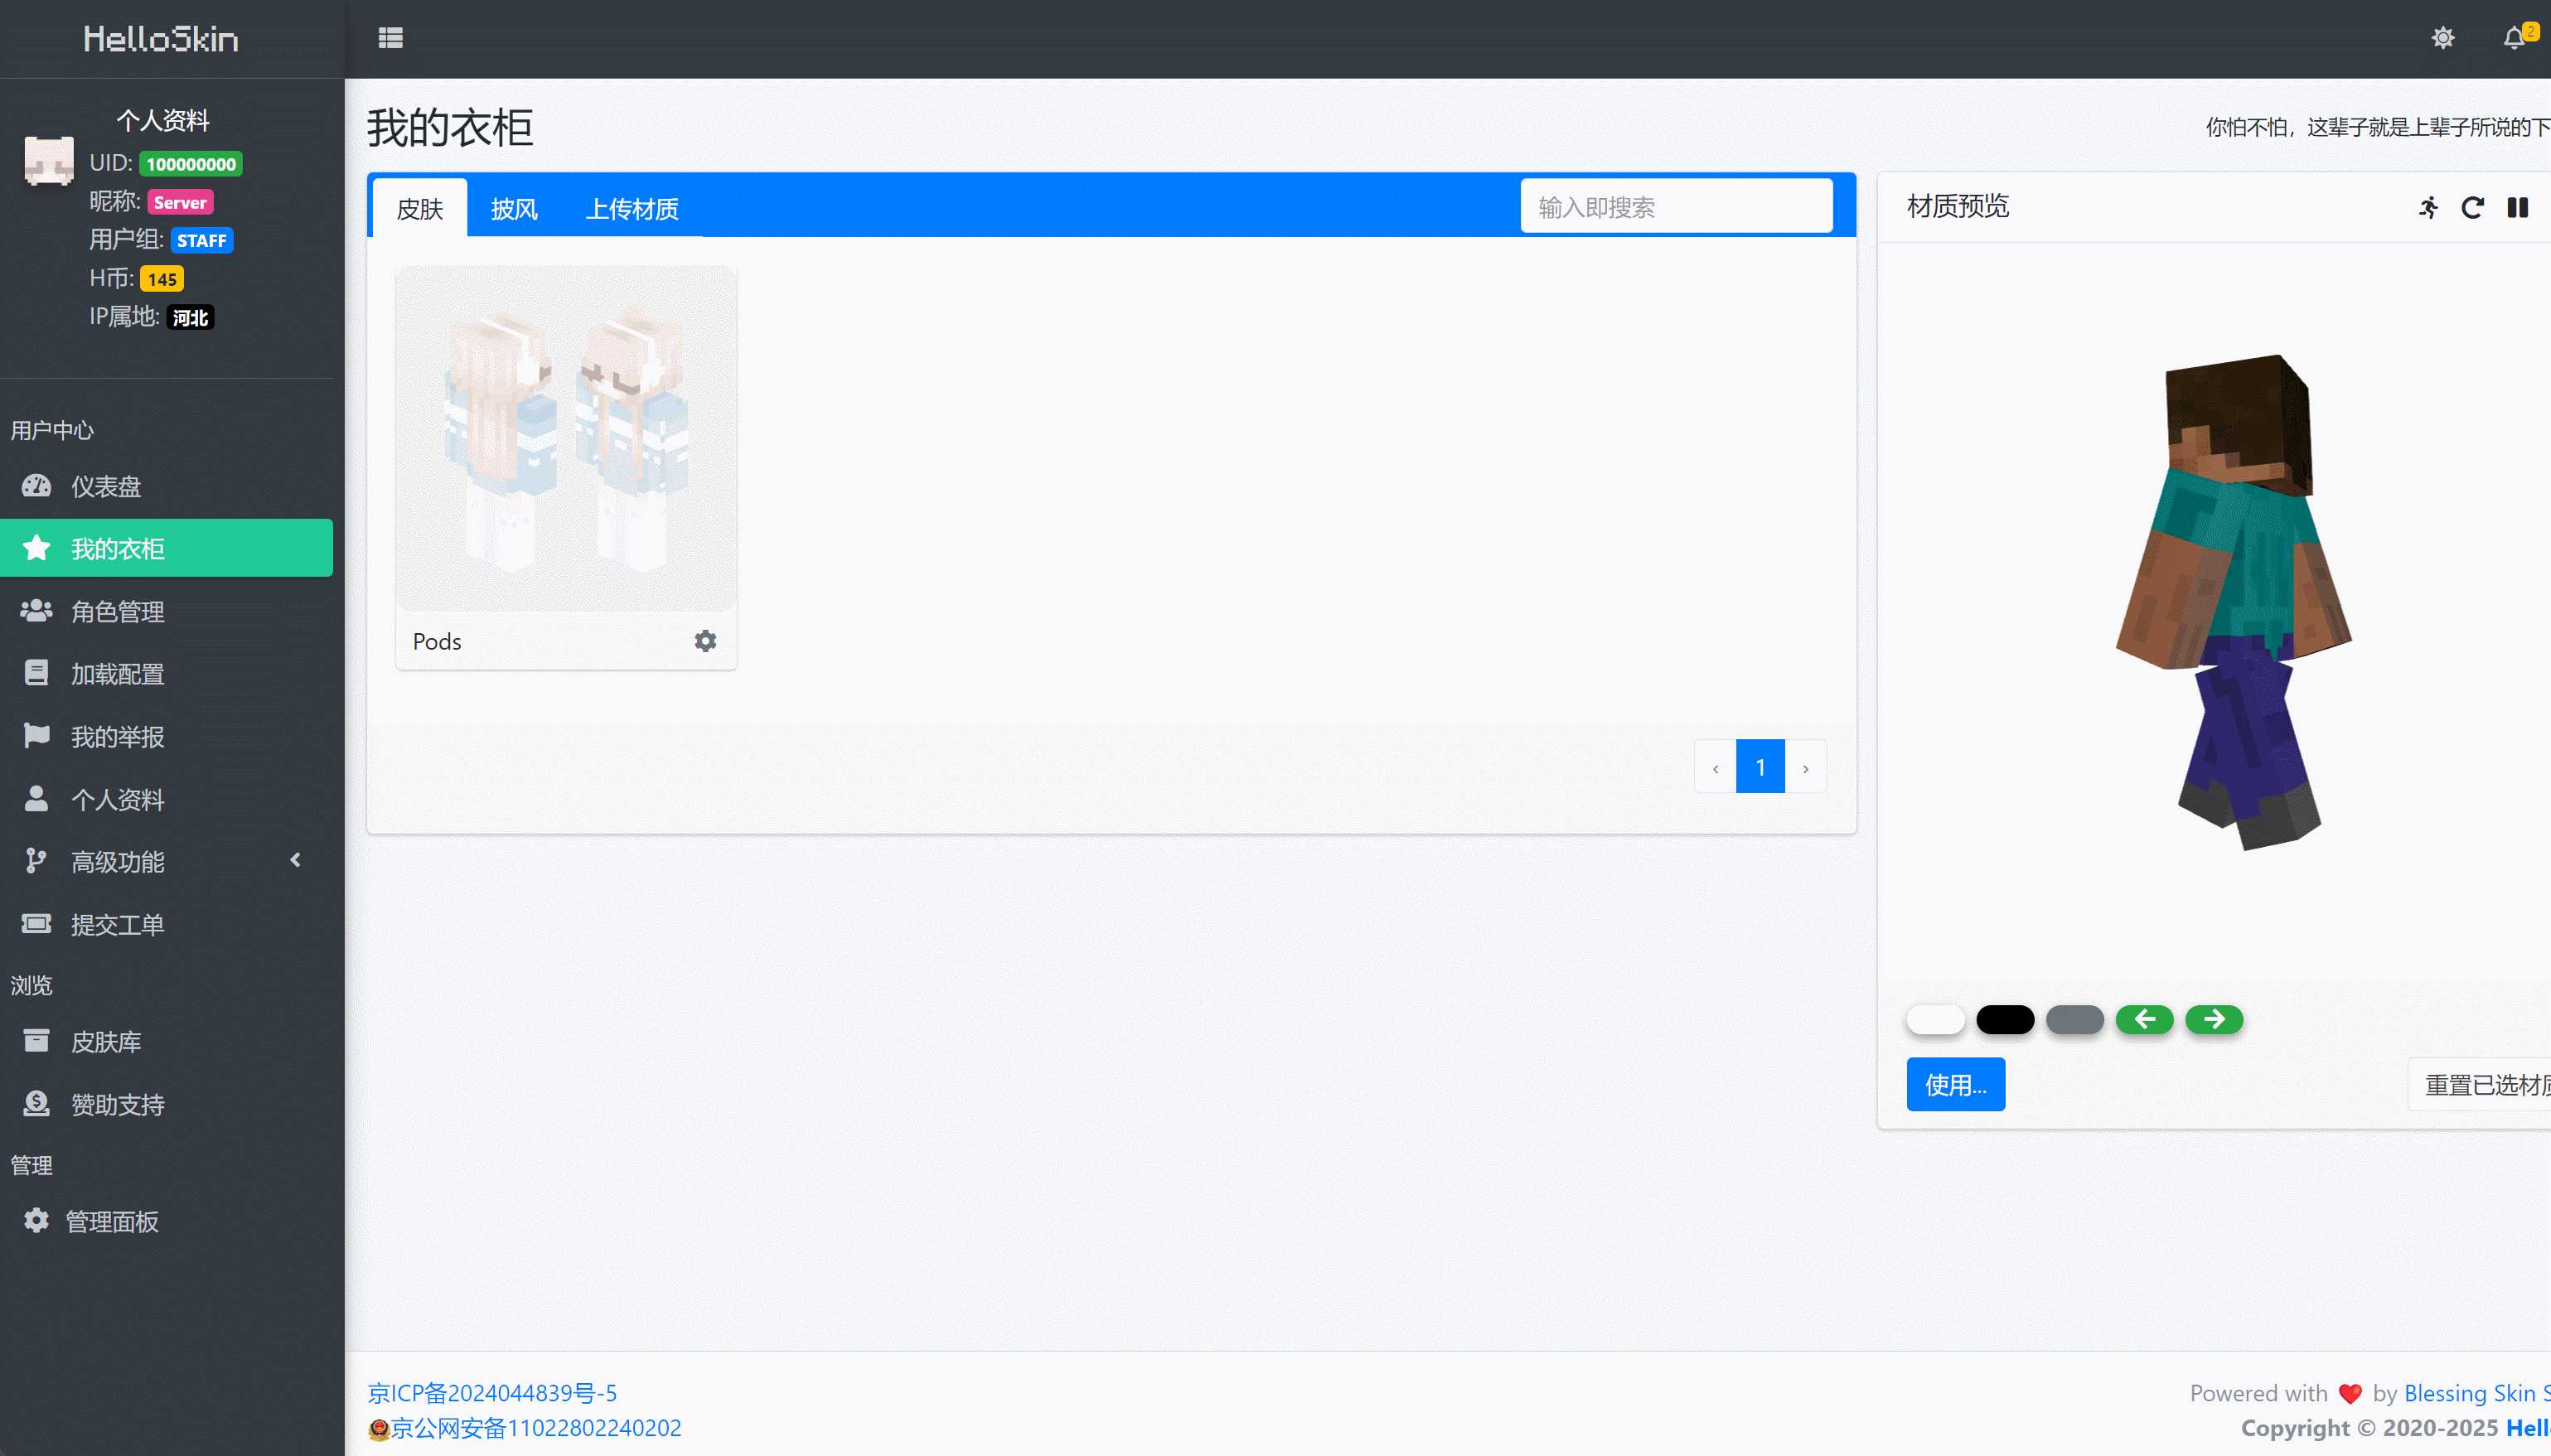 HelloSkin
2
个人资料
UID: 100000000
昵称: Server
用户组: STAFF
H币: 145
IP属地: 河北
用户中心
仪表盘
我的衣柜
角色管理
加载配置
我的举报
个人资料
高级功能
提交工单
浏览
皮肤库
赞助支持
管理
管理面板
我的衣柜
你怕不怕，这辈子就是上辈子所说的下
皮肤 披风 上传材质 输入即搜索
Pods
‹ 1 ›
材质预览
使用... 重置已选材质
京ICP备2024044839号-5
京公网安备11022802240202
Powered with ❤️ by Blessing Skin S
Copyright © 2020-2025 Hell